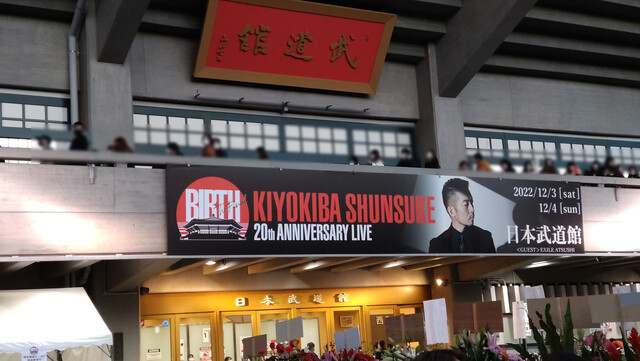 武道館
BIRTH
KIYOKIBA SHUNSUKE
20th ANNIVERSARY LIVE
2022/12/3 [sat]
12/4 [sun]
日本武道館
<GUEST> EXILE ATSUSHI
日本武道館